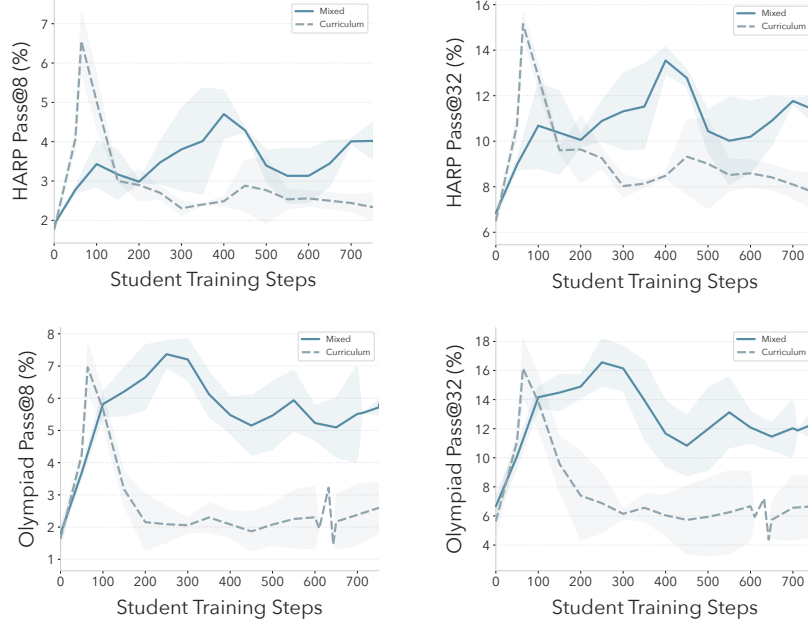 HARP Pass@8 (%)
7
6
5
4
3
2
0 100 200 300 400 500 600 700
Student Training Steps
Mixed
Curriculum
HARP Pass@32 (%)
16
14
12
10
8
6
0 100 200 300 400 500 600 700
Student Training Steps
Mixed
Curriculum
Olympiad Pass@8 (%)
8
7
6
5
4
3
2
1
0 100 200 300 400 500 600 700
Student Training Steps
Mixed
Curriculum
Olympiad Pass@32 (%)
18
16
14
12
10
8
6
4
0 100 200 300 400 500 600 700
Student Training Steps
Mixed
Curriculum